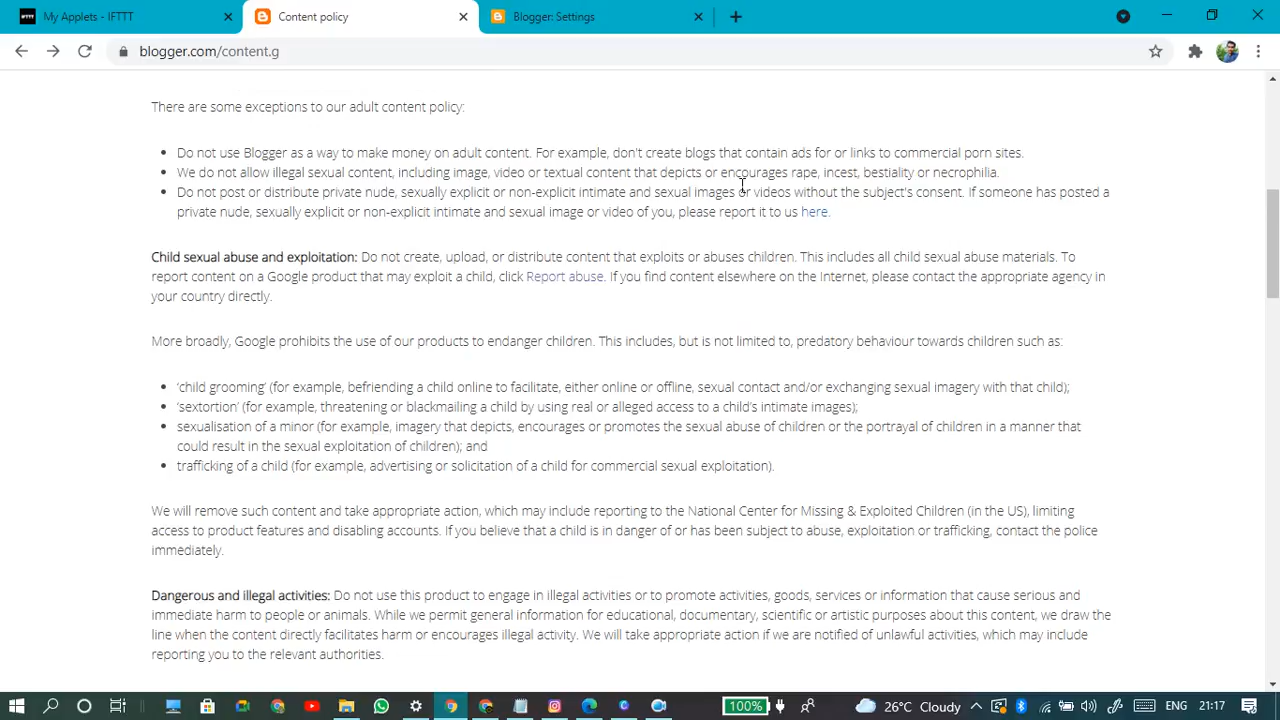 My Applets - IFTTT
Content policy
Blogger: Settings
blogger.com/content.g
There are some exceptions to our adult content policy:
• Do not use Blogger as a way to make money on adult content. For example, don't create blogs that contain ads for or links to commercial porn sites.
• We do not allow illegal sexual content, including image, video or textual content that depicts or encourages rape, incest, bestiality or necrophilia.
• Do not post or distribute private nude, sexually explicit or non-explicit intimate and sexual images or videos without the subject's consent. If someone has posted a
private nude, sexually explicit or non-explicit intimate and sexual image or video of you, please report it to us here.
Child sexual abuse and exploitation: Do not create, upload, or distribute content that exploits or abuses children. This includes all child sexual abuse materials. To
report content on a Google product that may exploit a child, click Report abuse. If you find content elsewhere on the Internet, please contact the appropriate agency in
your country directly.
More broadly, Google prohibits the use of our products to endanger children. This includes, but is not limited to, predatory behaviour towards children such as:
• ‘child grooming’ (for example, befriending a child online to facilitate, either online or offline, sexual contact and/or exchanging sexual imagery with that child);
• ‘sextortion’ (for example, threatening or blackmailing a child by using real or alleged access to a child’s intimate images);
• sexualisation of a minor (for example, imagery that depicts, encourages or promotes the sexual abuse of children or the portrayal of children in a manner that
could result in the sexual exploitation of children); and
• trafficking of a child (for example, advertising or solicitation of a child for commercial sexual exploitation).
We will remove such content and take appropriate action, which may include reporting to the National Center for Missing & Exploited Children (in the US), limiting
access to product features and disabling accounts. If you believe that a child is in danger of or has been subject to abuse, exploitation or trafficking, contact the police
immediately.
Dangerous and illegal activities: Do not use this product to engage in illegal activities or to promote activities, goods, services or information that cause serious and
immediate harm to people or animals. While we permit general information for educational, documentary, scientific or artistic purposes about this content, we draw the
line when the content directly facilitates harm or encourages illegal activity. We will take appropriate action if we are notified of unlawful activities, which may include
reporting you to the relevant authorities.
100%
26°C Cloudy
ENG
21:17